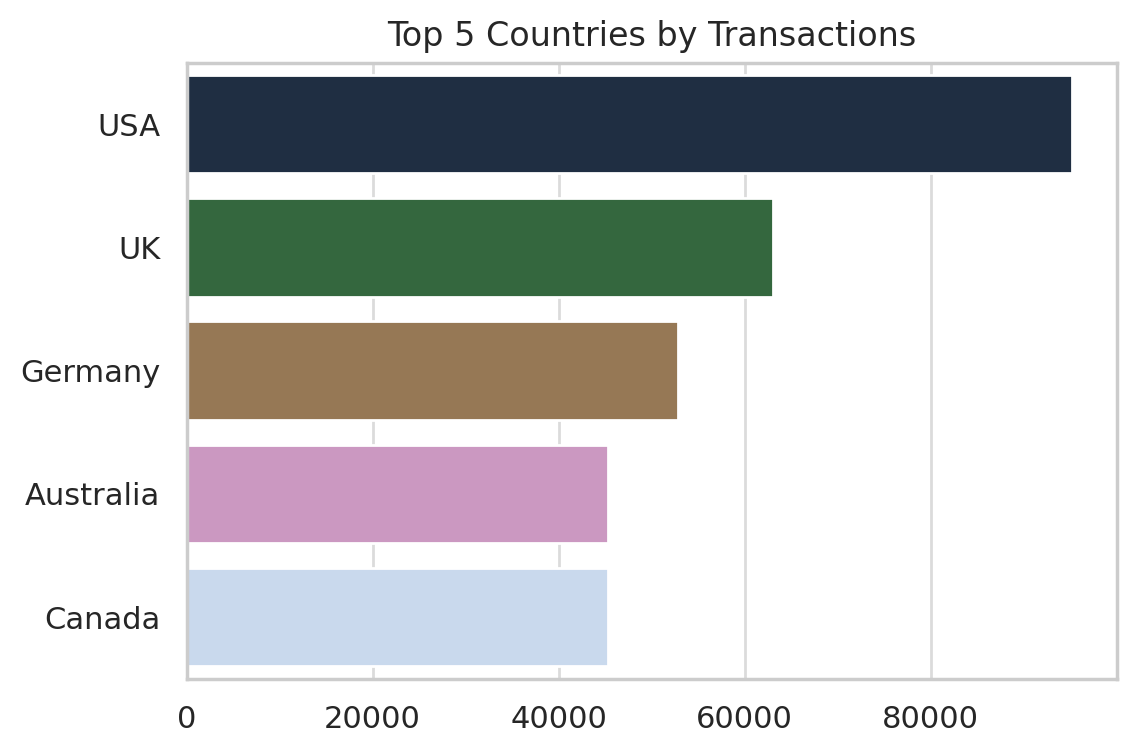 Top 5 Countries by Transactions
USA
UK
Germany
Australia
Canada
0 20000 40000 60000 80000